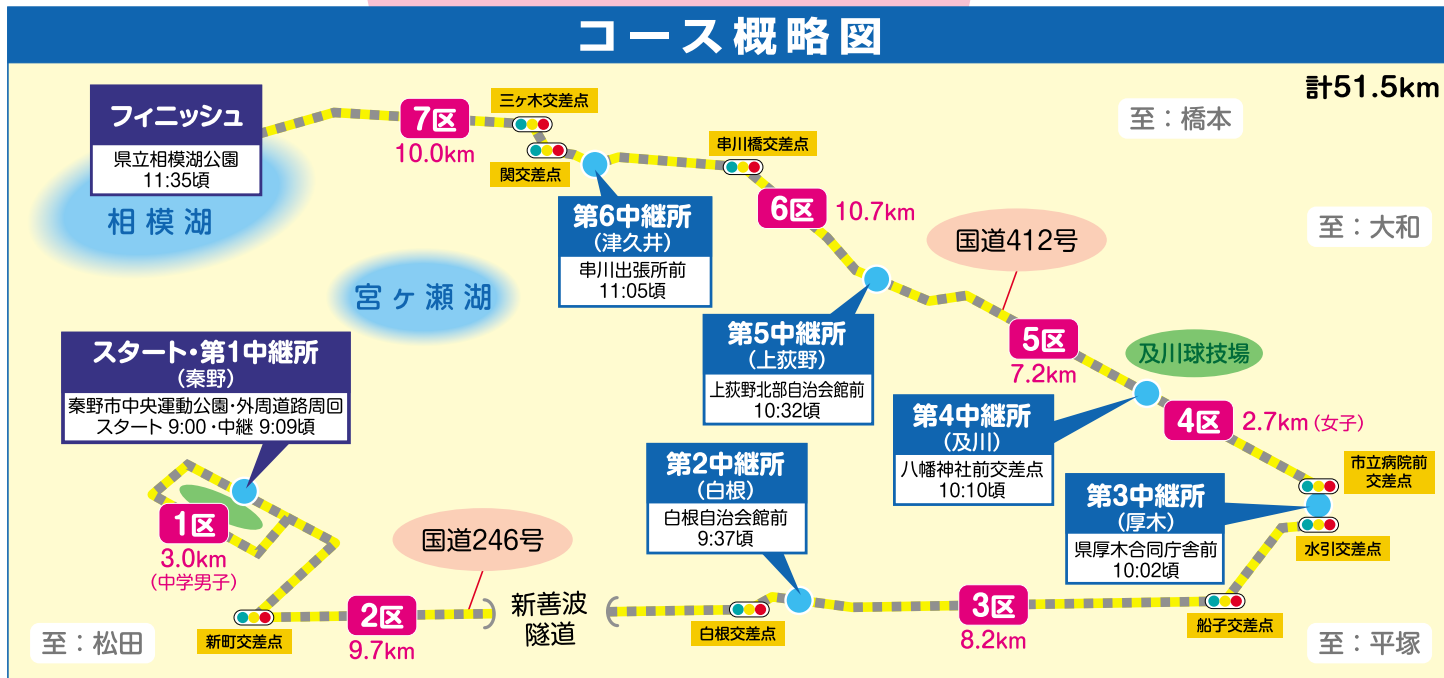 コース概略図
計51.5km
フィニッシュ
県立相模湖公園
11:35頃
相模湖
7区
10.0km
三ヶ木交差点
関交差点
第6中継所
(津久井)
串川出張所前
11:05頃
串川橋交差点
6区
10.7km
至：橋本
至：大和
国道412号
宮ヶ瀬湖
第5中継所
(上荻野)
上荻野北部自治会館前
10:32頃
5区
7.2km
及川球技場
第4中継所
(及川)
八幡神社前交差点
10:10頃
4区
2.7km (女子)
市立病院前
交差点
第3中継所
(厚木)
県厚木合同庁舎前
10:02頃
水引交差点
スタート・第1中継所
(秦野)
秦野市中央運動公園・外周道路周回
スタート 9:00 ・中継 9:09頃
1区
3.0km
(中学男子)
新町交差点
2区
9.7km
国道246号
新善波
隧道
第2中継所
(白根)
白根自治会館前
9:37頃
白根交差点
3区
8.2km
船子交差点
至：松田
至：平塚